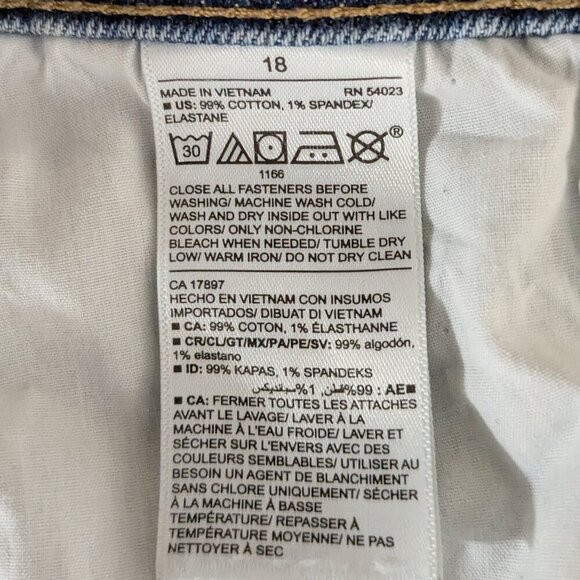 18
MADE IN VIETNAM RN 54023
■ US: 99% COTTON, 1% SPANDEX/
ELASTANE
30 ®
1166
CLOSE ALL FASTENERS BEFORE
WASHING/ MACHINE WASH COLD/
WASH AND DRY INSIDE OUT WITH LIKE
COLORS/ ONLY NON-CHLORINE
BLEACH WHEN NEEDED/ TUMBLE DRY
LOW/ WARM IRON/ DO NOT DRY CLEAN
CA 17897
HECHO EN VIETNAM CON INSUMOS
IMPORTADOS/ DIBUAT DI VIETNAM
■ CA: 99% COTTON, 1% ÉLASTHANNE
■ CR/CL/GT/MX/PA/PE/SV: 99% algodón,
1% elastano
■ ID: 99% KAPAS, 1% SPANDEKS
■ AE : 99% قطن, 1% سباندیکس
■ CA: FERMER TOUTES LES ATTACHES
AVANT LE LAVAGE/ LAVER À LA
MACHINE À L'EAU FROIDE/ LAVER ET
SÉCHER SUR L'ENVERS AVEC DES
COULEURS SEMBLABLES/ UTILISER AU
BESOIN UN AGENT DE BLANCHIMENT
SANS CHLORE UNIQUEMENT/ SÉCHER
À LA MACHINE À BASSE
TEMPÉRATURE/ REPASSER À
TEMPÉRATURE MOYENNE/ NE PAS
NETTOYER À SEC